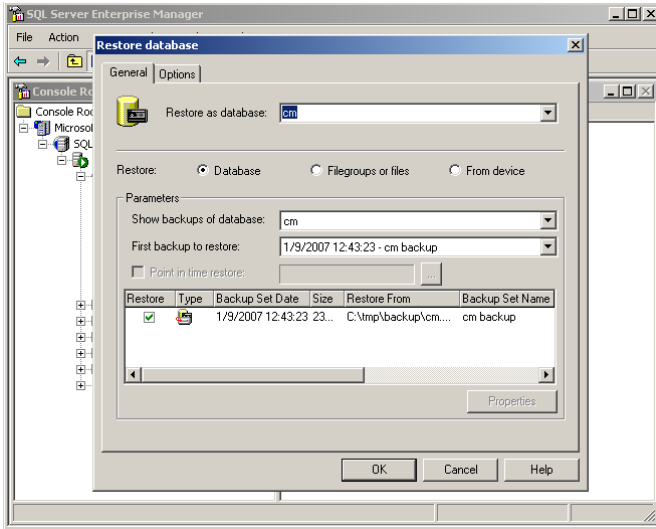 SQL Server Enterprise Manager
File Action
Restore database
General Options
Console Ro
Console Roo
Microsof
SQL
Restore as database: cm
Restore: Database Filegroups or files From device
Parameters
Show backups of database: cm
First backup to restore: 1/9/2007 12:43:23 - cm backup
Point in time restore: ...
Restore Type Backup Set Date Size Restore From Backup Set Name
1/9/2007 12:43:23 23... C:\tmp\backup\cm.... cm backup
Properties
OK Cancel Help